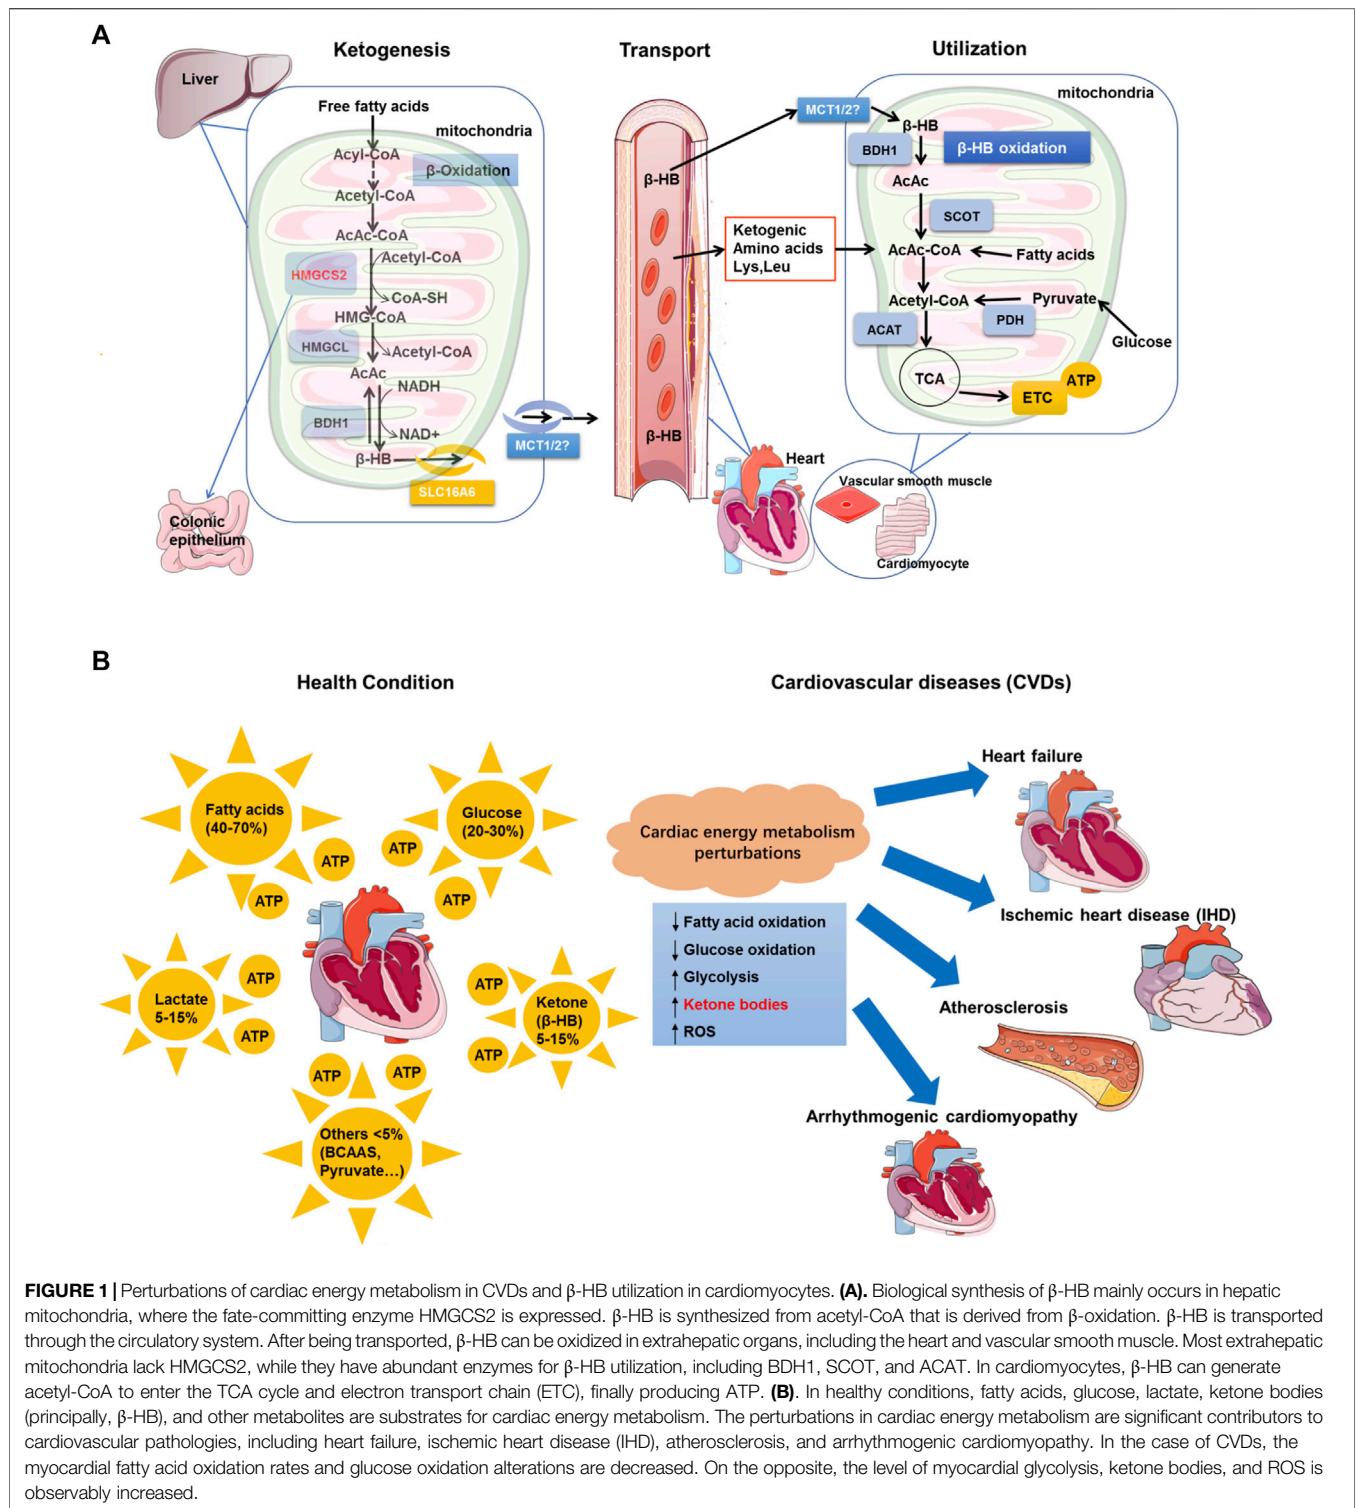 A
Ketogenesis
Transport
Utilization
Liver
Free fatty acids
mitochondria
Acyl-CoA
β-Oxidation
Acetyl-CoA
AcAc-CoA
Acetyl-CoA
HMGCS2
CoA-SH
HMG-CoA
HMGCL
Acetyl-CoA
AcAc
NADH
BDH1
NAD+
β-HB
SLC16A6
MCT1/2?
Colonic
epithelium
β-HB
β-HB
Ketogenic
Amino acids
Lys,Leu
MCT1/2?
mitochondria
β-HB
BDH1
β-HB oxidation
AcAc
SCOT
AcAc-CoA
Fatty acids
Acetyl-CoA
Pyruvate
ACAT
PDH
Glucose
TCA
ETC
ATP
Heart
Vascular smooth muscle
Cardiomyocyte
B
Health Condition
Cardiovascular diseases (CVDs)
Fatty acids
(40-70%)
ATP
ATP
Glucose
(20-30%)
ATP
ATP
Lactate
5-15%
ATP
ATP
Ketone
(β-HB)
5-15%
ATP
ATP
ATP
ATP
Others <5%
(BCAAS,
Pyruvate...)
Cardiac energy metabolism
perturbations
↓ Fatty acid oxidation
↓ Glucose oxidation
↑ Glycolysis
↑ Ketone bodies
↑ ROS
Heart failure
Ischemic heart disease (IHD)
Atherosclerosis
Arrhythmogenic cardiomyopathy
FIGURE 1 | Perturbations of cardiac energy metabolism in CVDs and β-HB utilization in cardiomyocytes. (A). Biological synthesis of β-HB mainly occurs in hepatic
mitochondria, where the fate-committing enzyme HMGCS2 is expressed. β-HB is synthesized from acetyl-CoA that is derived from β-oxidation. β-HB is transported
through the circulatory system. After being transported, β-HB can be oxidized in extrahepatic organs, including the heart and vascular smooth muscle. Most extrahepatic
mitochondria lack HMGCS2, while they have abundant enzymes for β-HB utilization, including BDH1, SCOT, and ACAT. In cardiomyocytes, β-HB can generate
acetyl-CoA to enter the TCA cycle and electron transport chain (ETC), finally producing ATP. (B). In healthy conditions, fatty acids, glucose, lactate, ketone bodies
(principally, β-HB), and other metabolites are substrates for cardiac energy metabolism. The perturbations in cardiac energy metabolism are significant contributors to
cardiovascular pathologies, including heart failure, ischemic heart disease (IHD), atherosclerosis, and arrhythmogenic cardiomyopathy. In the case of CVDs, the
myocardial fatty acid oxidation rates and glucose oxidation alterations are decreased. On the opposite, the level of myocardial glycolysis, ketone bodies, and ROS is
observably increased.